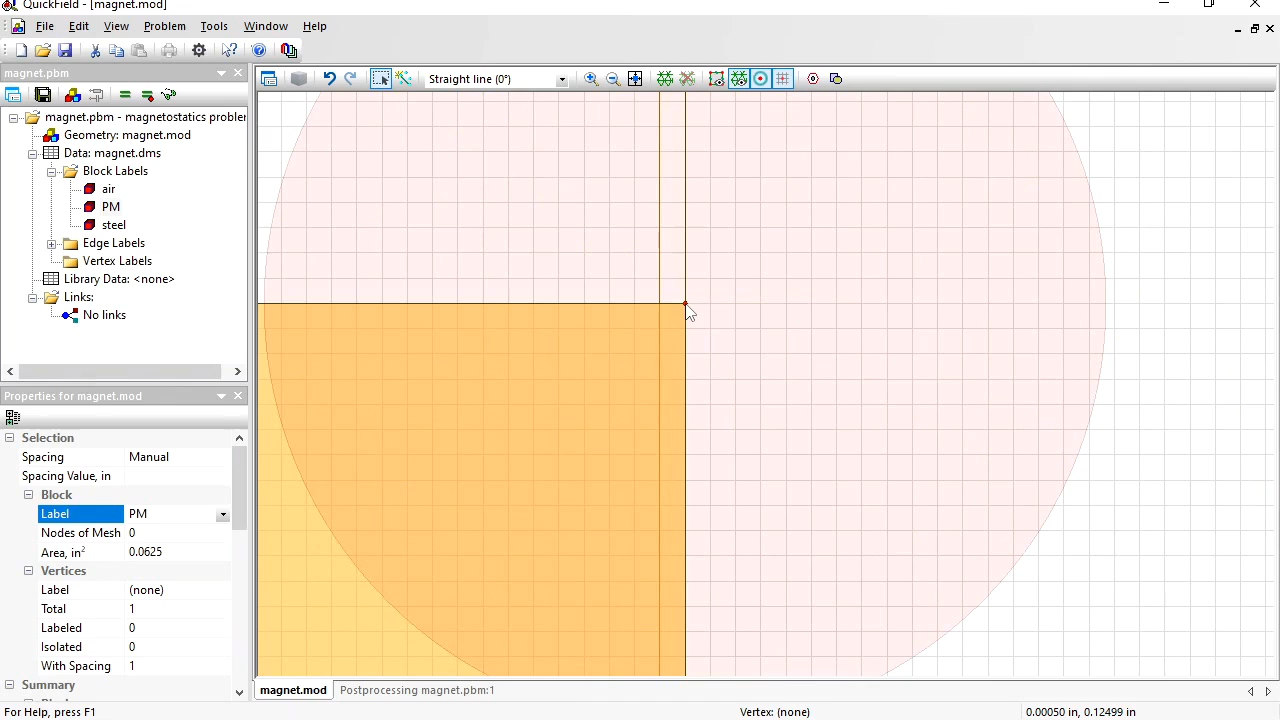 QuickField - [magnet.mod]
File Edit View Problem Tools Window Help
magnet.pbm
Straight line (0°)
magnet.pbm - magnetostatics probler
Geometry: magnet.mod
Data: magnet.dms
Block Labels
air
PM
steel
Edge Labels
Vertex Labels
Library Data: <none>
Links:
No links
Properties for magnet.mod
Selection
Spacing Manual
Spacing Value, in
Block
Label PM
Nodes of Mesh 0
Area, in² 0.0625
Vertices
Label (none)
Total 1
Labeled 0
Isolated 0
With Spacing 1
Summary
magnet.mod Postprocessing magnet.pbm:1
For Help, press F1 Vertex: (none) 0.00050 in, 0.12499 in